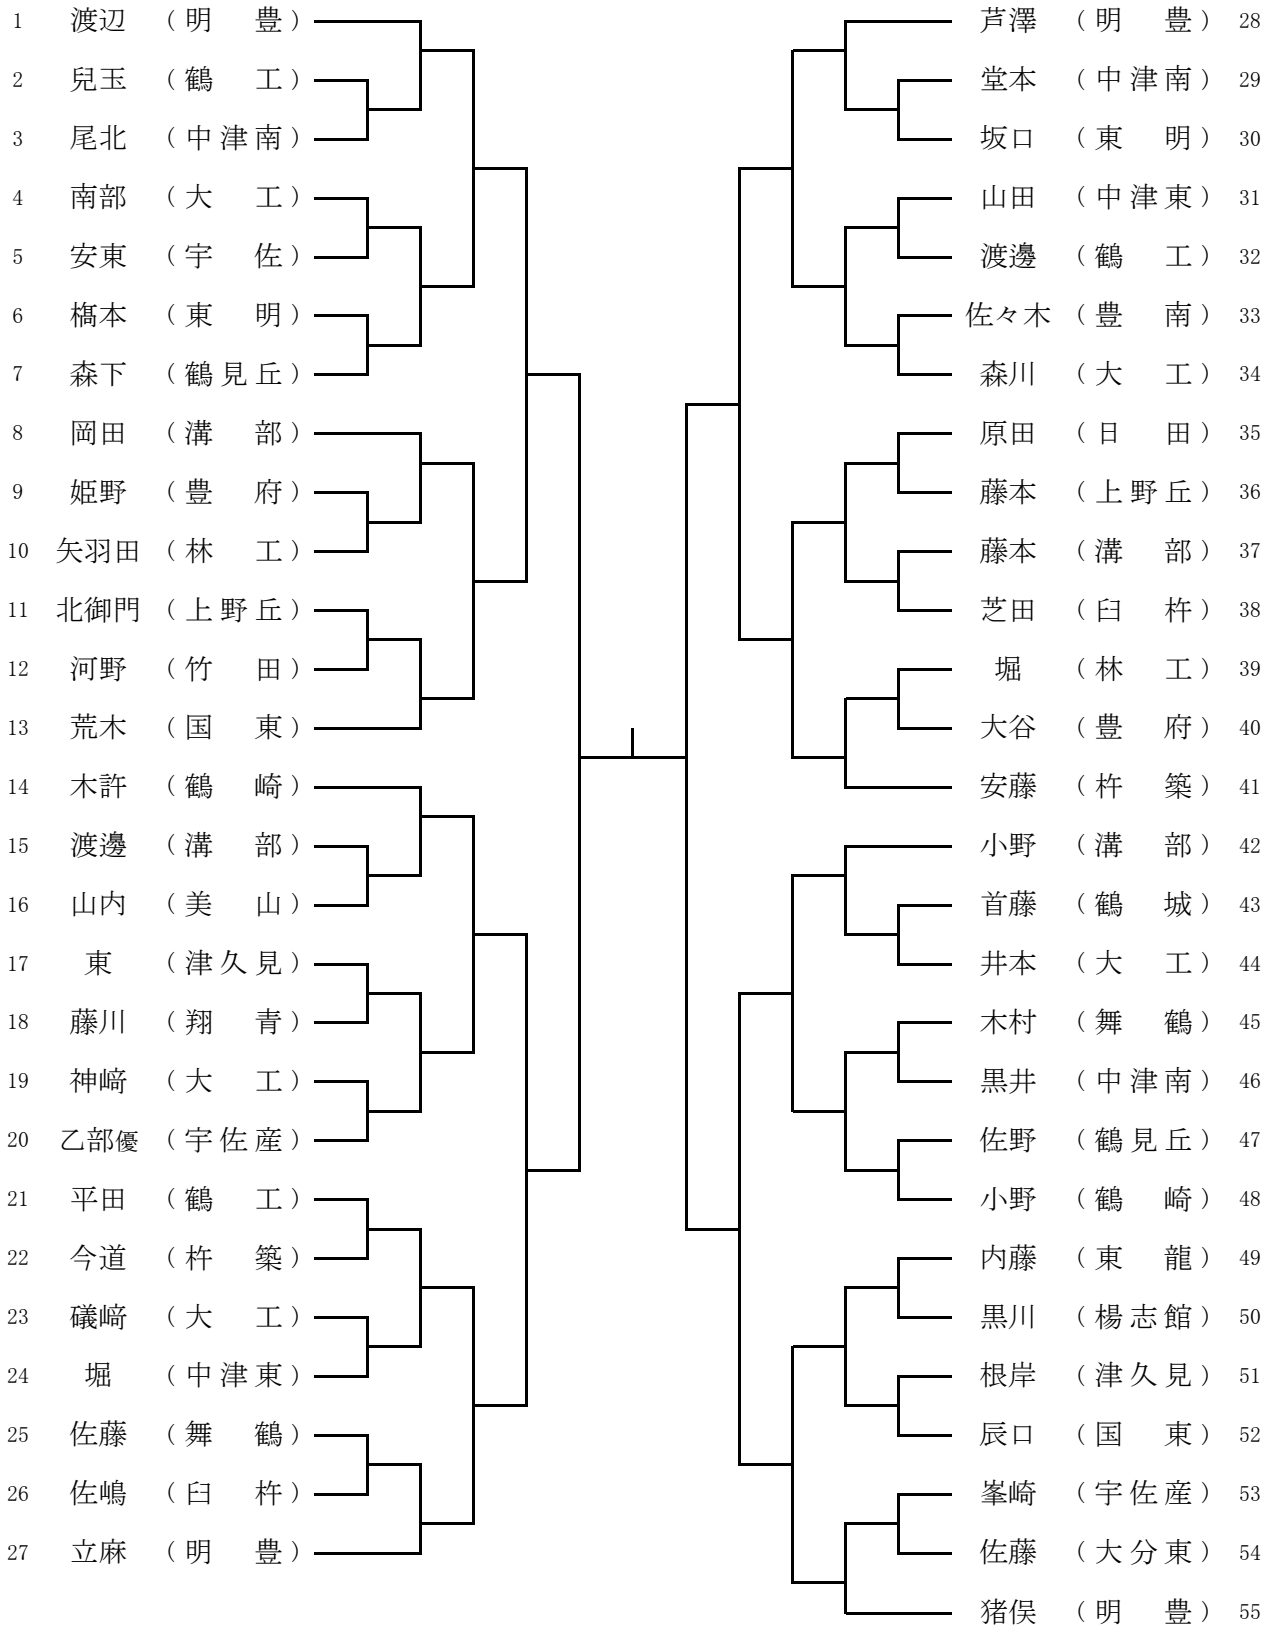 1 渡辺 （明　豊）
2 兒玉 （鶴　工）
3 尾北 （中津南）
4 南部 （大　工）
5 安東 （宇　佐）
6 槗本 （東　明）
7 森下 （鶴見丘）
8 岡田 （溝　部）
9 姫野 （豊　府）
10 矢羽田 （林　工）
11 北御門 （上野丘）
12 河野 （竹　田）
13 荒木 （国　東）
14 木許 （鶴　崎）
15 渡邊 （溝　部）
16 山内 （美　山）
17 東 （津久見）
18 藤川 （翔　青）
19 神﨑 （大　工）
20 乙部優 （宇佐産）
21 平田 （鶴　工）
22 今道 （杵　築）
23 礒﨑 （大　工）
24 堀 （中津東）
25 佐藤 （舞　鶴）
26 佐嶋 （臼　杵）
27 立麻 （明　豊）
芦澤 （明　豊） 28
堂本 （中津南） 29
坂口 （東　明） 30
山田 （中津東） 31
渡邊 （鶴　工） 32
佐々木 （豊　南） 33
森川 （大　工） 34
原田 （日　田） 35
藤本 （上野丘） 36
藤本 （溝　部） 37
芝田 （臼　杵） 38
堀 （林　工） 39
大谷 （豊　府） 40
安藤 （杵　築） 41
小野 （溝　部） 42
首藤 （鶴　城） 43
井本 （大　工） 44
木村 （舞　鶴） 45
黒井 （中津南） 46
佐野 （鶴見丘） 47
小野 （鶴　崎） 48
内藤 （東　龍） 49
黒川 （楊志館） 50
根岸 （津久見） 51
辰口 （国　東） 52
峯崎 （宇佐産） 53
佐藤 （大分東） 54
猪俣 （明　豊） 55